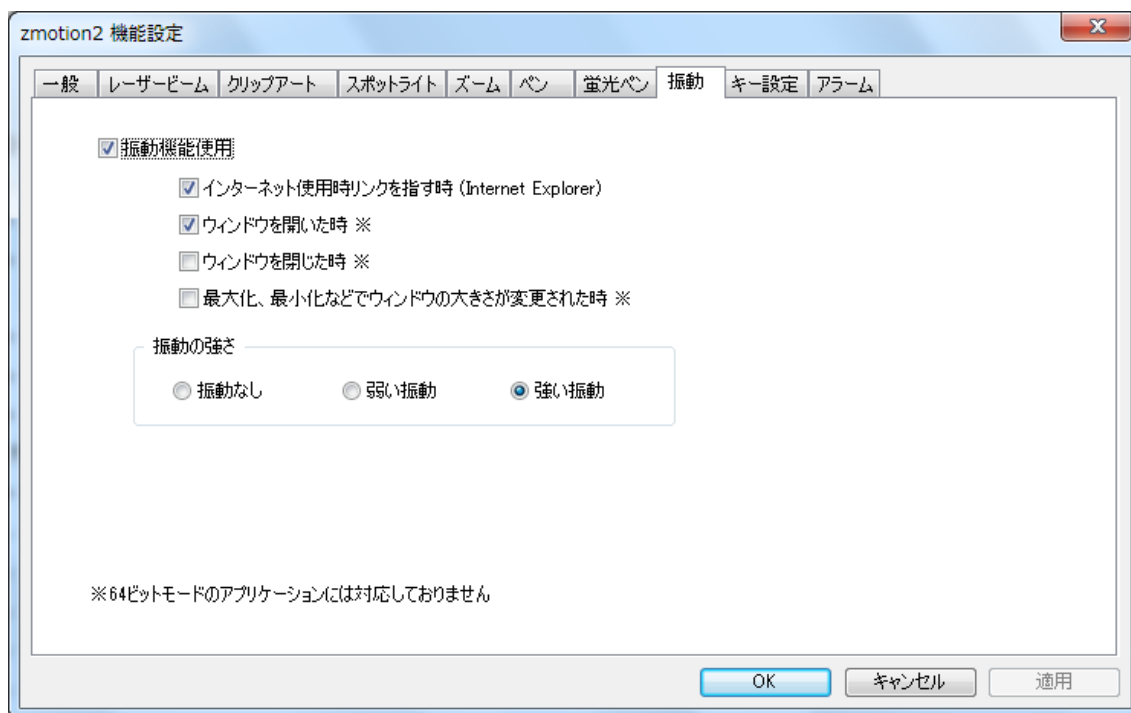 zmotion2 機能設定
一般 レーザービーム クリップアート スポットライト ズーム ペン 蛍光ペン 振動 キー設定 アラーム
振動機能使用
インターネット使用時リンクを指す時 (Internet Explorer)
ウィンドウを開いた時 ※
ウィンドウを閉じた時 ※
最大化、最小化などでウィンドウの大きさが変更された時 ※
振動の強さ
振動なし 弱い振動 強い振動
※64ビットモードのアプリケーションには対応しておりません
OK キャンセル 適用